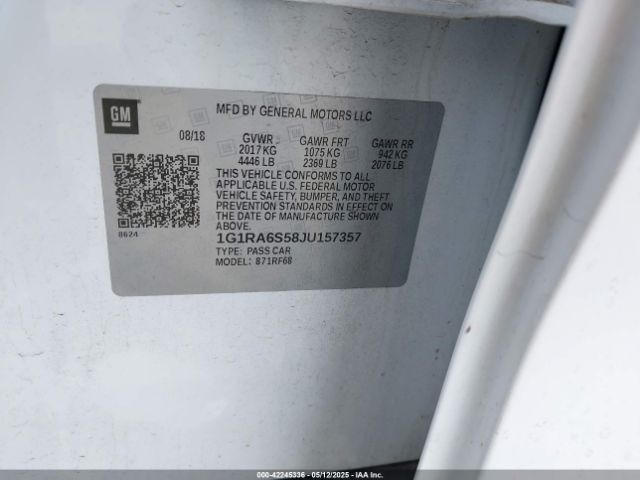 GM
MFD BY GENERAL MOTORS LLC
08/18
GVWR GAWR FRT GAWR RR
2017 KG 1075 KG 942 KG
4446 LB 2369 LB 2076 LB
THIS VEHICLE CONFORMS TO ALL
APPLICABLE U.S. FEDERAL MOTOR
VEHICLE SAFETY, BUMPER, AND THEFT
PREVENTION STANDARDS IN EFFECT ON
THE DATE OF MANUFACTURE SHOWN
ABOVE.
8624
1G1RA6S58JU157357
TYPE: PASS CAR
MODEL: 871RF68
000-42245336 - 05/12/2025 - IAA Inc.